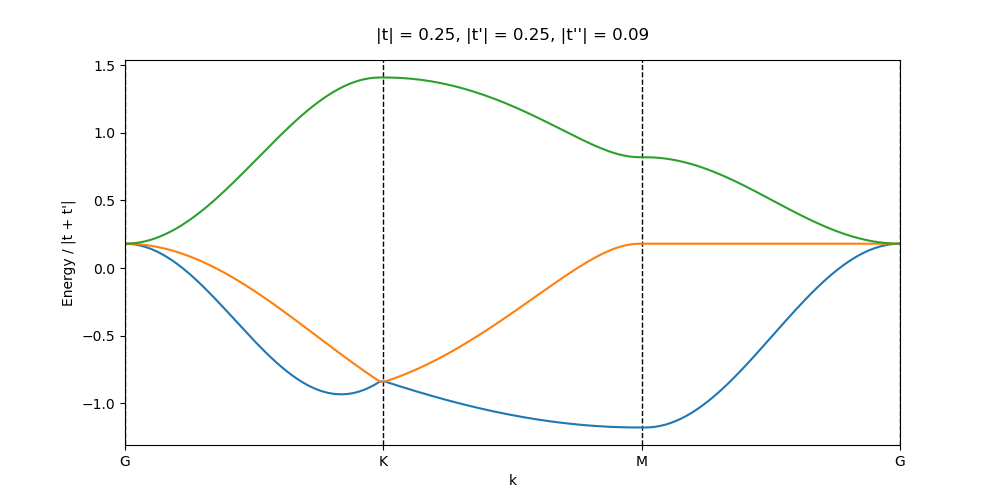 |t| = 0.25, |t'| = 0.25, |t''| = 0.09
Energy / |t + t'|
1.5
1.0
0.5
0.0
−0.5
−1.0
G K M G
k